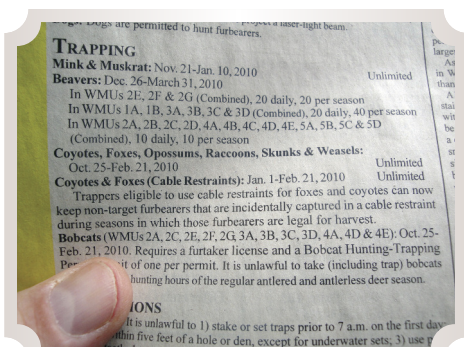 Dogs: Dogs are permitted to hunt furbearers.
project a laser-light beam.
TRAPPING
Mink & Muskrat: Nov. 21-Jan. 10, 2010 Unlimited
Beavers: Dec. 26-March 31, 2010
In WMUs 2E, 2F & 2G (Combined), 20 daily, 20 per season
In WMUs 1A, 1B, 3A, 3B, 3C & 3D (Combined), 20 daily, 40 per season
In WMUs 2A, 2B, 2C, 2D, 4A, 4B, 4C, 4D, 4E, 5A, 5B, 5C & 5D
(Combined), 10 daily, 10 per season
Coyotes, Foxes, Opossums, Raccoons, Skunks & Weasels:
Oct. 25-Feb. 21, 2010 Unlimited
Coyotes & Foxes (Cable Restraints): Jan. 1-Feb. 21, 2010 Unlimited
Trappers eligible to use cable restraints for foxes and coyotes can now
keep non-target furbearers that are incidentally captured in a cable restraint
during seasons in which those furbearers are legal for harvest.
Bobcats (WMUs 2A, 2C, 2E, 2F, 2G, 3A, 3B, 3C, 3D, 4A, 4D & 4E): Oct. 25-
Feb. 21, 2010. Requires a furtaker license and a Bobcat Hunting-Trapping
it of one per permit. It is unlawful to take (including trap) bobcats
hunting hours of the regular antlered and antlerless deer season.
IONS
It is unlawful to 1) stake or set traps prior to 7 a.m. on the first day
within five feet of a hole or den, except for underwater sets; 3) use